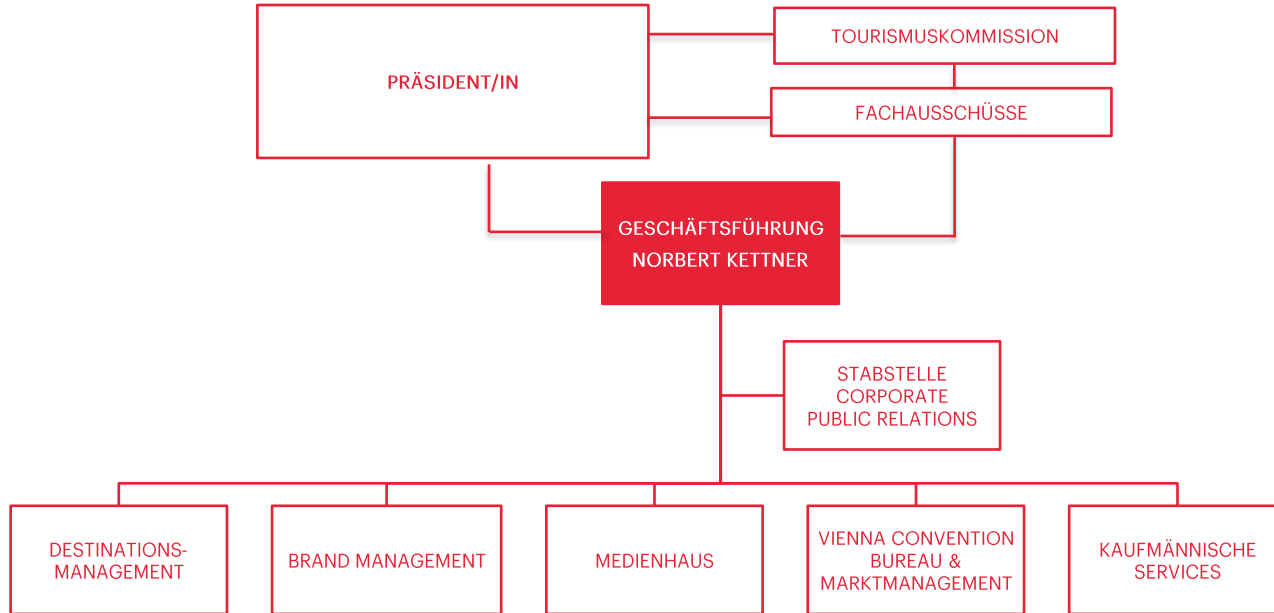 PRÄSIDENT/IN
TOURISMUSKOMMISSION
FACHAUSSCHÜSSE
GESCHÄFTSFÜHRUNG
NORBERT KETTNER
STABSTELLE
CORPORATE
PUBLIC RELATIONS
DESTINATIONS-
MANAGEMENT
BRAND MANAGEMENT
MEDIENHAUS
VIENNA CONVENTION
BUREAU &
MARKTMANAGEMENT
KAUFMÄNNISCHE
SERVICES